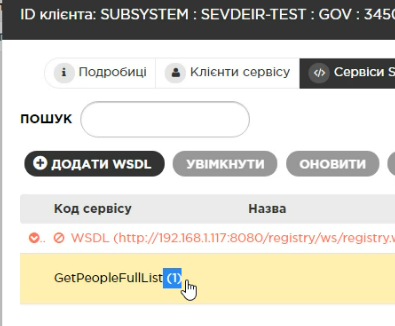 ID клієнта: SUBSYSTEM : SEVDEIR-TEST : GOV : 3450
Подробиці
Клієнти сервісу
Сервіси S
ПОШУК
ДОДАТИ WSDL
УВІМКНУТИ
ОНОВИТИ
Код сервісу
Назва
WSDL (http://192.168.1.117:8080/registry/ws/registry.w
GetPeopleFullList (1)